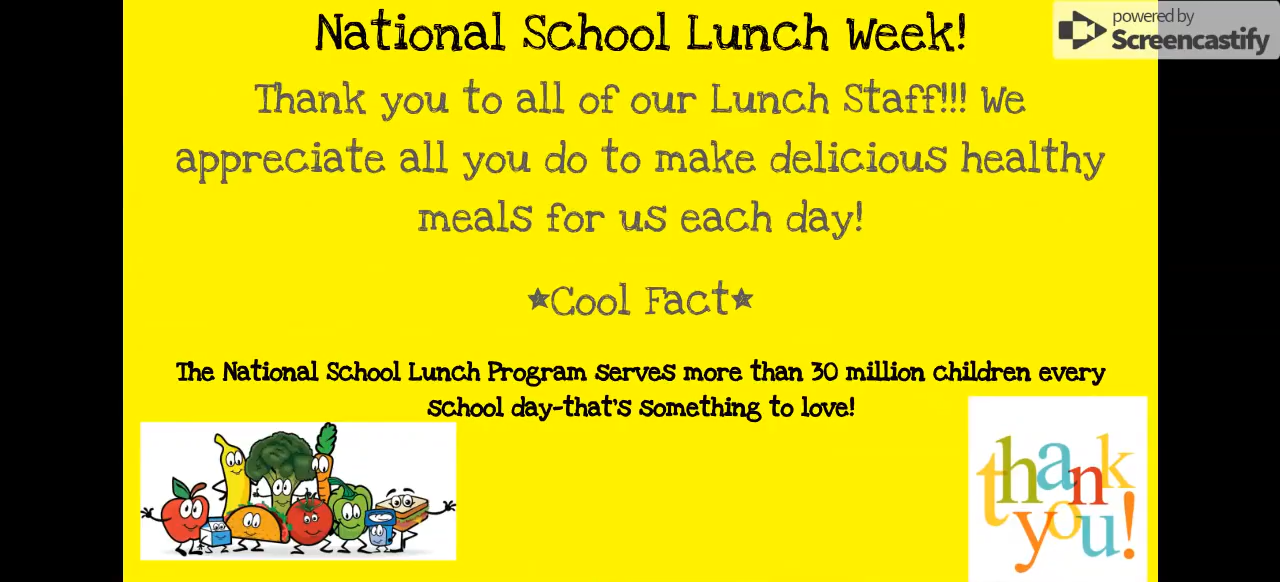 National School Lunch Week!
powered by
Screencastify
Thank you to all of our Lunch Staff!!! We
appreciate all you do to make delicious healthy
meals for us each day!
★Cool Fact★
The National School Lunch Program serves more than 30 million children every
school day-that's something to love!
thank
you!